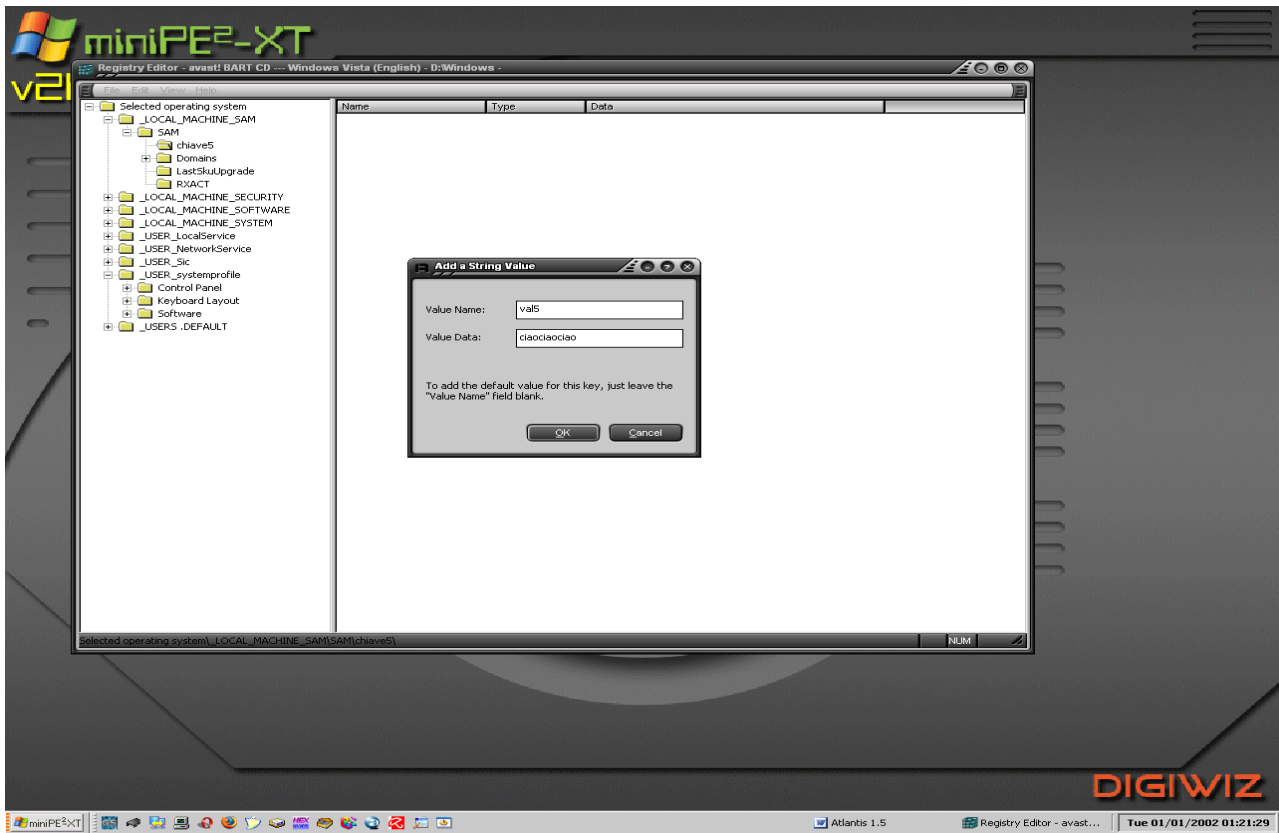 miniPE²-XT
Registry Editor - avast! BART CD --- Windows Vista (English) - D:\Windows -
File Edit View Help
Name Type Data
Selected operating system
_LOCAL_MACHINE_SAM
SAM
chiave5
Domains
LastSkuUpgrade
RXACT
_LOCAL_MACHINE_SECURITY
_LOCAL_MACHINE_SOFTWARE
_LOCAL_MACHINE_SYSTEM
_USER_LocalService
_USER_NetworkService
_USER_Sic
_USER_systemprofile
Control Panel
Keyboard Layout
Software
_USERS .DEFAULT
Add a String Value
Value Name: val5
Value Data: ciaociaociao
To add the default value for this key, just leave the
"Value Name" field blank.
OK Cancel
Selected operating system\_LOCAL_MACHINE_SAM\SAM\chiave5\ NUM
DIGIWIZ
miniPE²XT Atlantis 1.5 Registry Editor - avast... Tue 01/01/2002 01:21:29